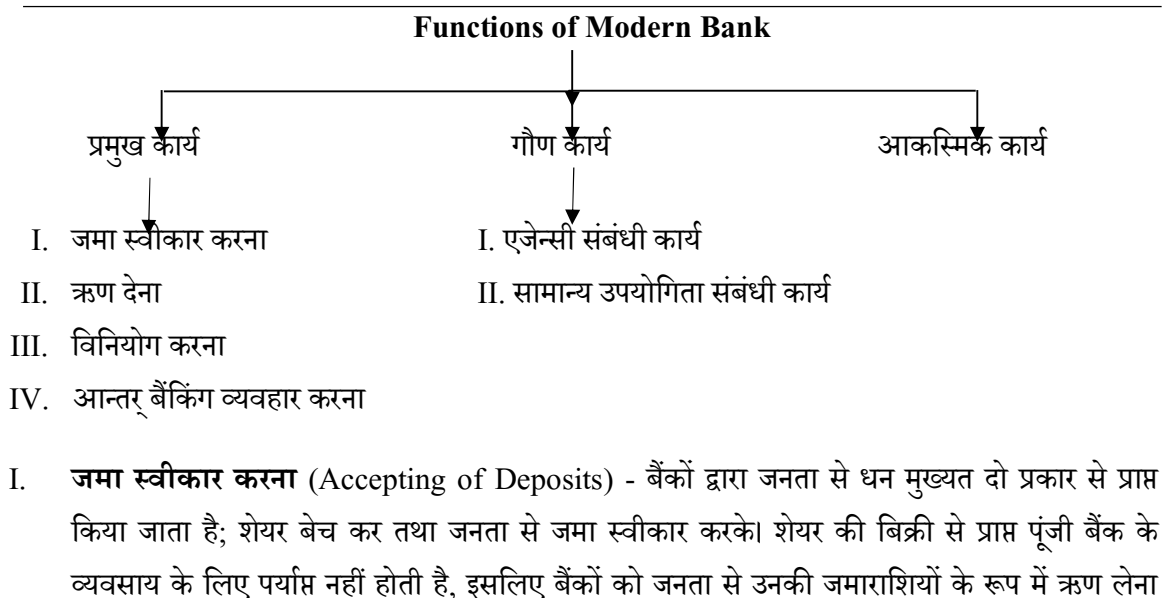 Functions of Modern Bank
प्रमुख कार्य गौण कार्य आकस्मिक कार्य
I. जमा स्वीकार करना I. एजेन्सी संबंधी कार्य
II. ऋण देना II. सामान्य उपयोगिता संबंधी कार्य
III. विनियोग करना
IV. आन्तर् बैंकिंग व्यवहार करना
I. जमा स्वीकार करना (Accepting of Deposits) - बैंकों द्वारा जनता से धन मुख्यत दो प्रकार से प्राप्त
किया जाता है; शेयर बेच कर तथा जनता से जमा स्वीकार करके। शेयर की बिक्री से प्राप्त पूंजी बैंक के
व्यवसाय के लिए पर्याप्त नहीं होती है, इसलिए बैंकों को जनता से उनकी जमाराशियों के रूप में ऋण लेना